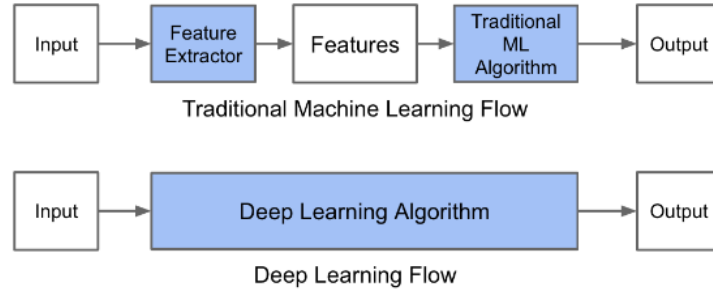 Input
Feature
Extractor
Features
Traditional
ML
Algorithm
Output
Traditional Machine Learning Flow
Input
Deep Learning Algorithm
Output
Deep Learning Flow